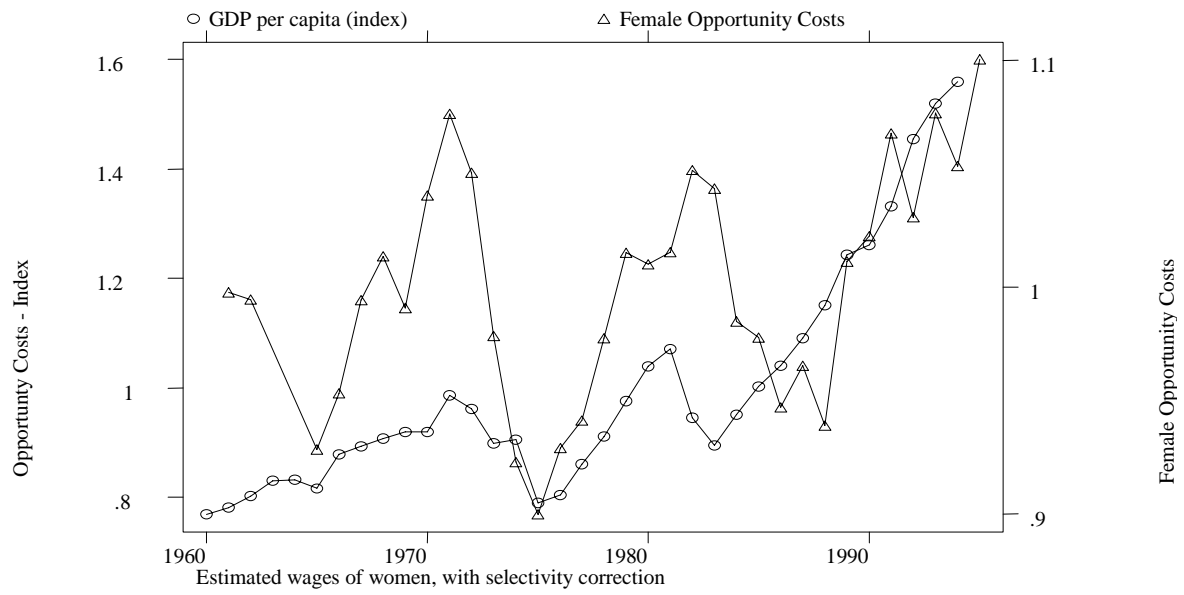 GDP per capita (index) Female Opportunity Costs
Opportunty Costs - Index
1.6
1.4
1.2
1
.8
1.1
1
.9
Female Opportunity Costs
1960 1970 1980 1990
Estimated wages of women, with selectivity correction